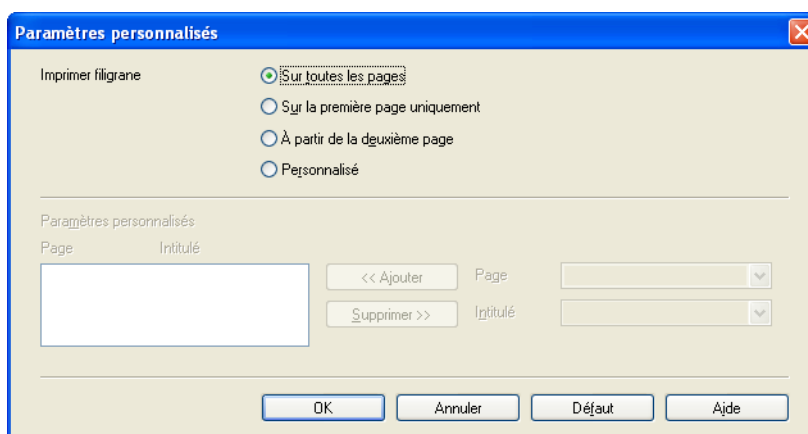 Paramètres personnalisés
Imprimer filigrane
Sur toutes les pages
Sur la première page uniquement
À partir de la deuxième page
Personnalisé
Paramètres personnalisés
Page Intitulé
<< Ajouter Page
Supprimer >> Intitulé
OK Annuler Défaut Aide